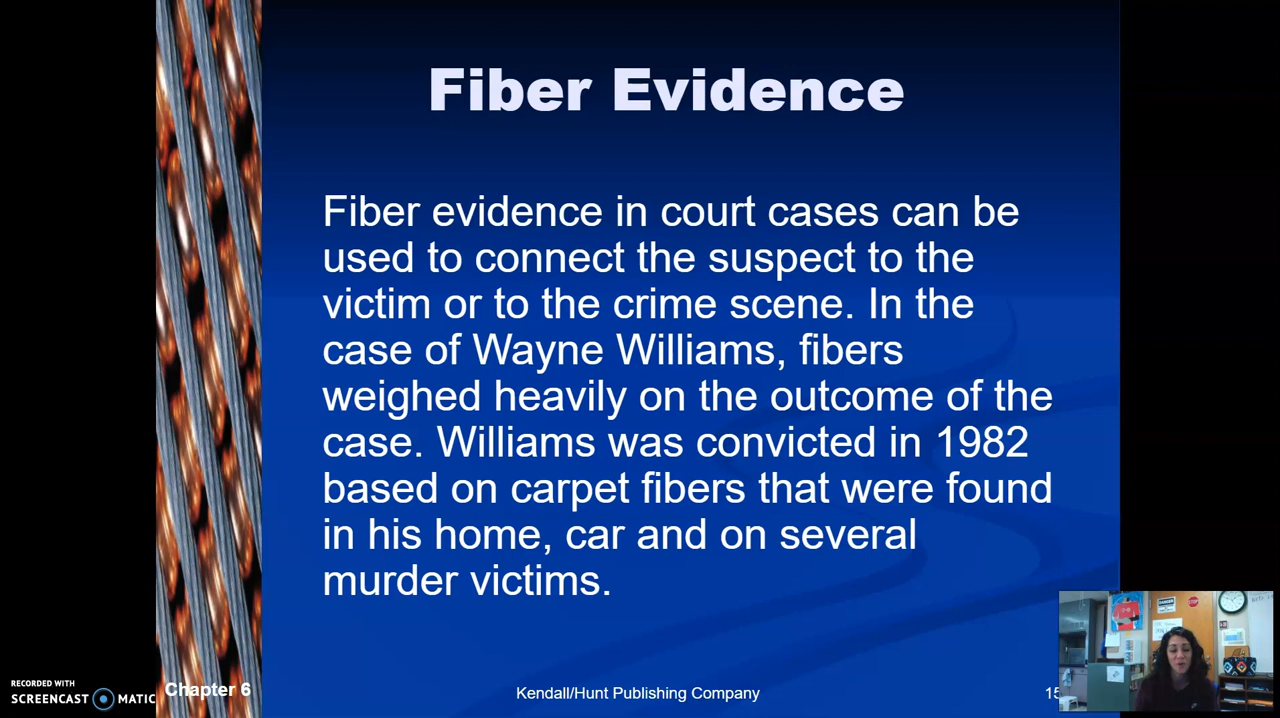 Fiber Evidence
Fiber evidence in court cases can be
used to connect the suspect to the
victim or to the crime scene. In the
case of Wayne Williams, fibers
weighed heavily on the outcome of the
case. Williams was convicted in 1982
based on carpet fibers that were found
in his home, car and on several
murder victims.
RECORDED WITH
SCREENCAST MATIC
Chapter 6
Kendall/Hunt Publishing Company
15
DANGER
STOP